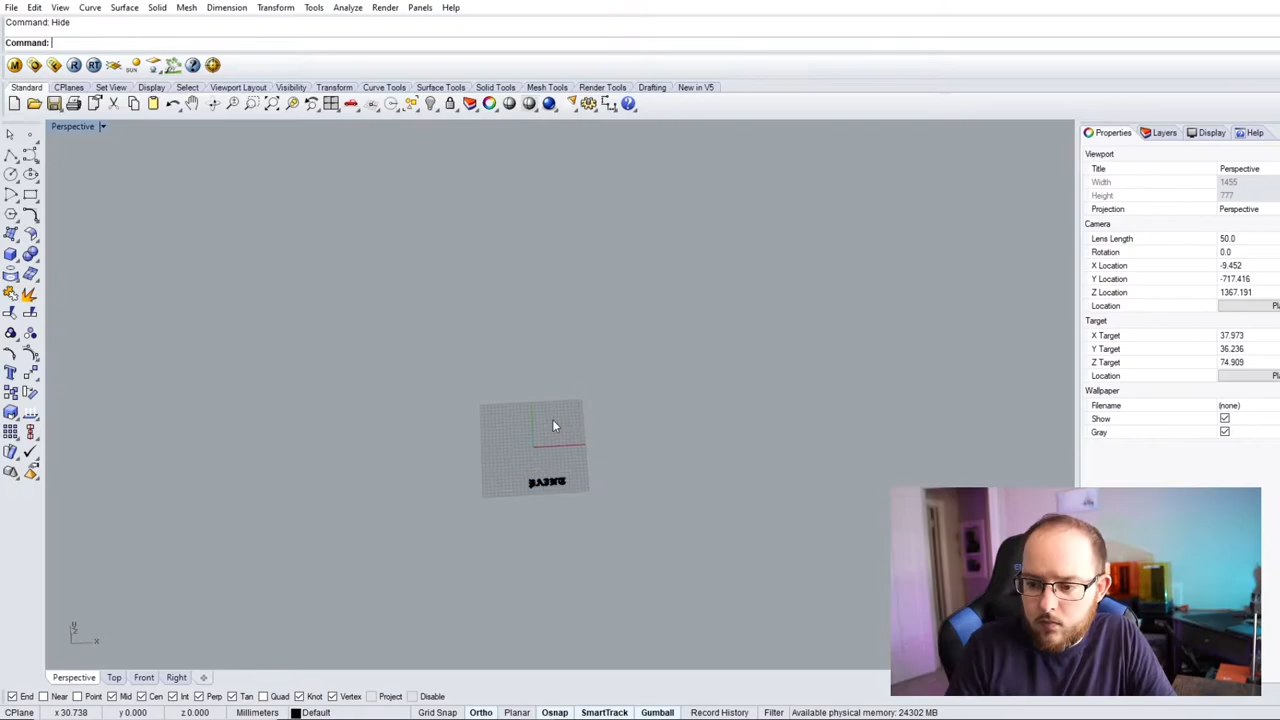 File Edit View Curve Surface Solid Mesh Dimension Transform Tools Analyze Render Panels Help
Command: Hide
Command:
Standard CPlanes Set View Display Select Viewport Layout Visibility Transform Curve Tools Surface Tools Solid Tools Mesh Tools Render Tools Drafting New in V5
Perspective
Properties Layers Display Help
Viewport
Title Perspective
Width 1455
Height 777
Projection Perspective
Camera
Lens Length 50.0
Rotation 0.0
X Location -9.452
Y Location -717.416
Z Location 1367.191
Location
Target
X Target 37.973
Y Target 36.236
Z Target 74.909
Location
Wallpaper
Filename (none)
Show
Gray
y
z
x
Perspective Top Front Right
End Near Point Mid Cen Int Perp Tan Quad Knot Vertex Project Disable
CPlane x 30.738 y 0.000 z 0.000 Millimeters Default Grid Snap Ortho Planar Osnap SmartTrack Gumball Record History Filter Available physical memory: 24302 MB